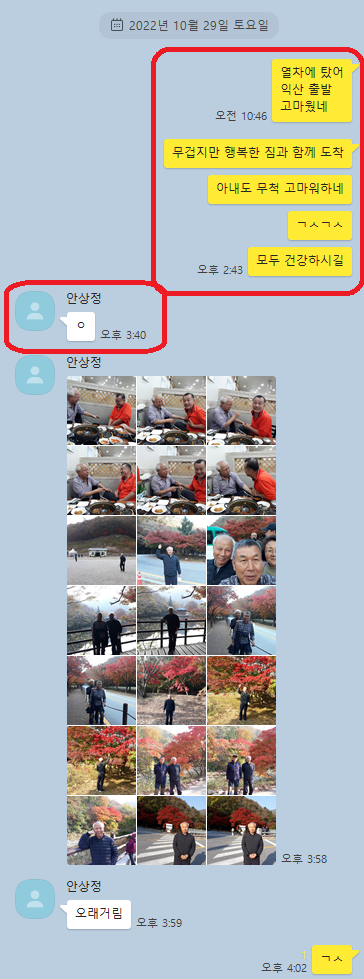 2022년 10월 29일 토요일
열차에 탔어
익산 출발
고마웠네
오전 10:46
무겁지만 행복한 짐과 함께 도착
아내도 무척 고마워하네
ㄱㅅㄱㅅ
모두 건강하시길
오후 2:43
안상정
ㅇ
오후 3:40
안상정
오후 3:58
안상정
오래거림
오후 3:59
1
ㄱㅅ
오후 4:02